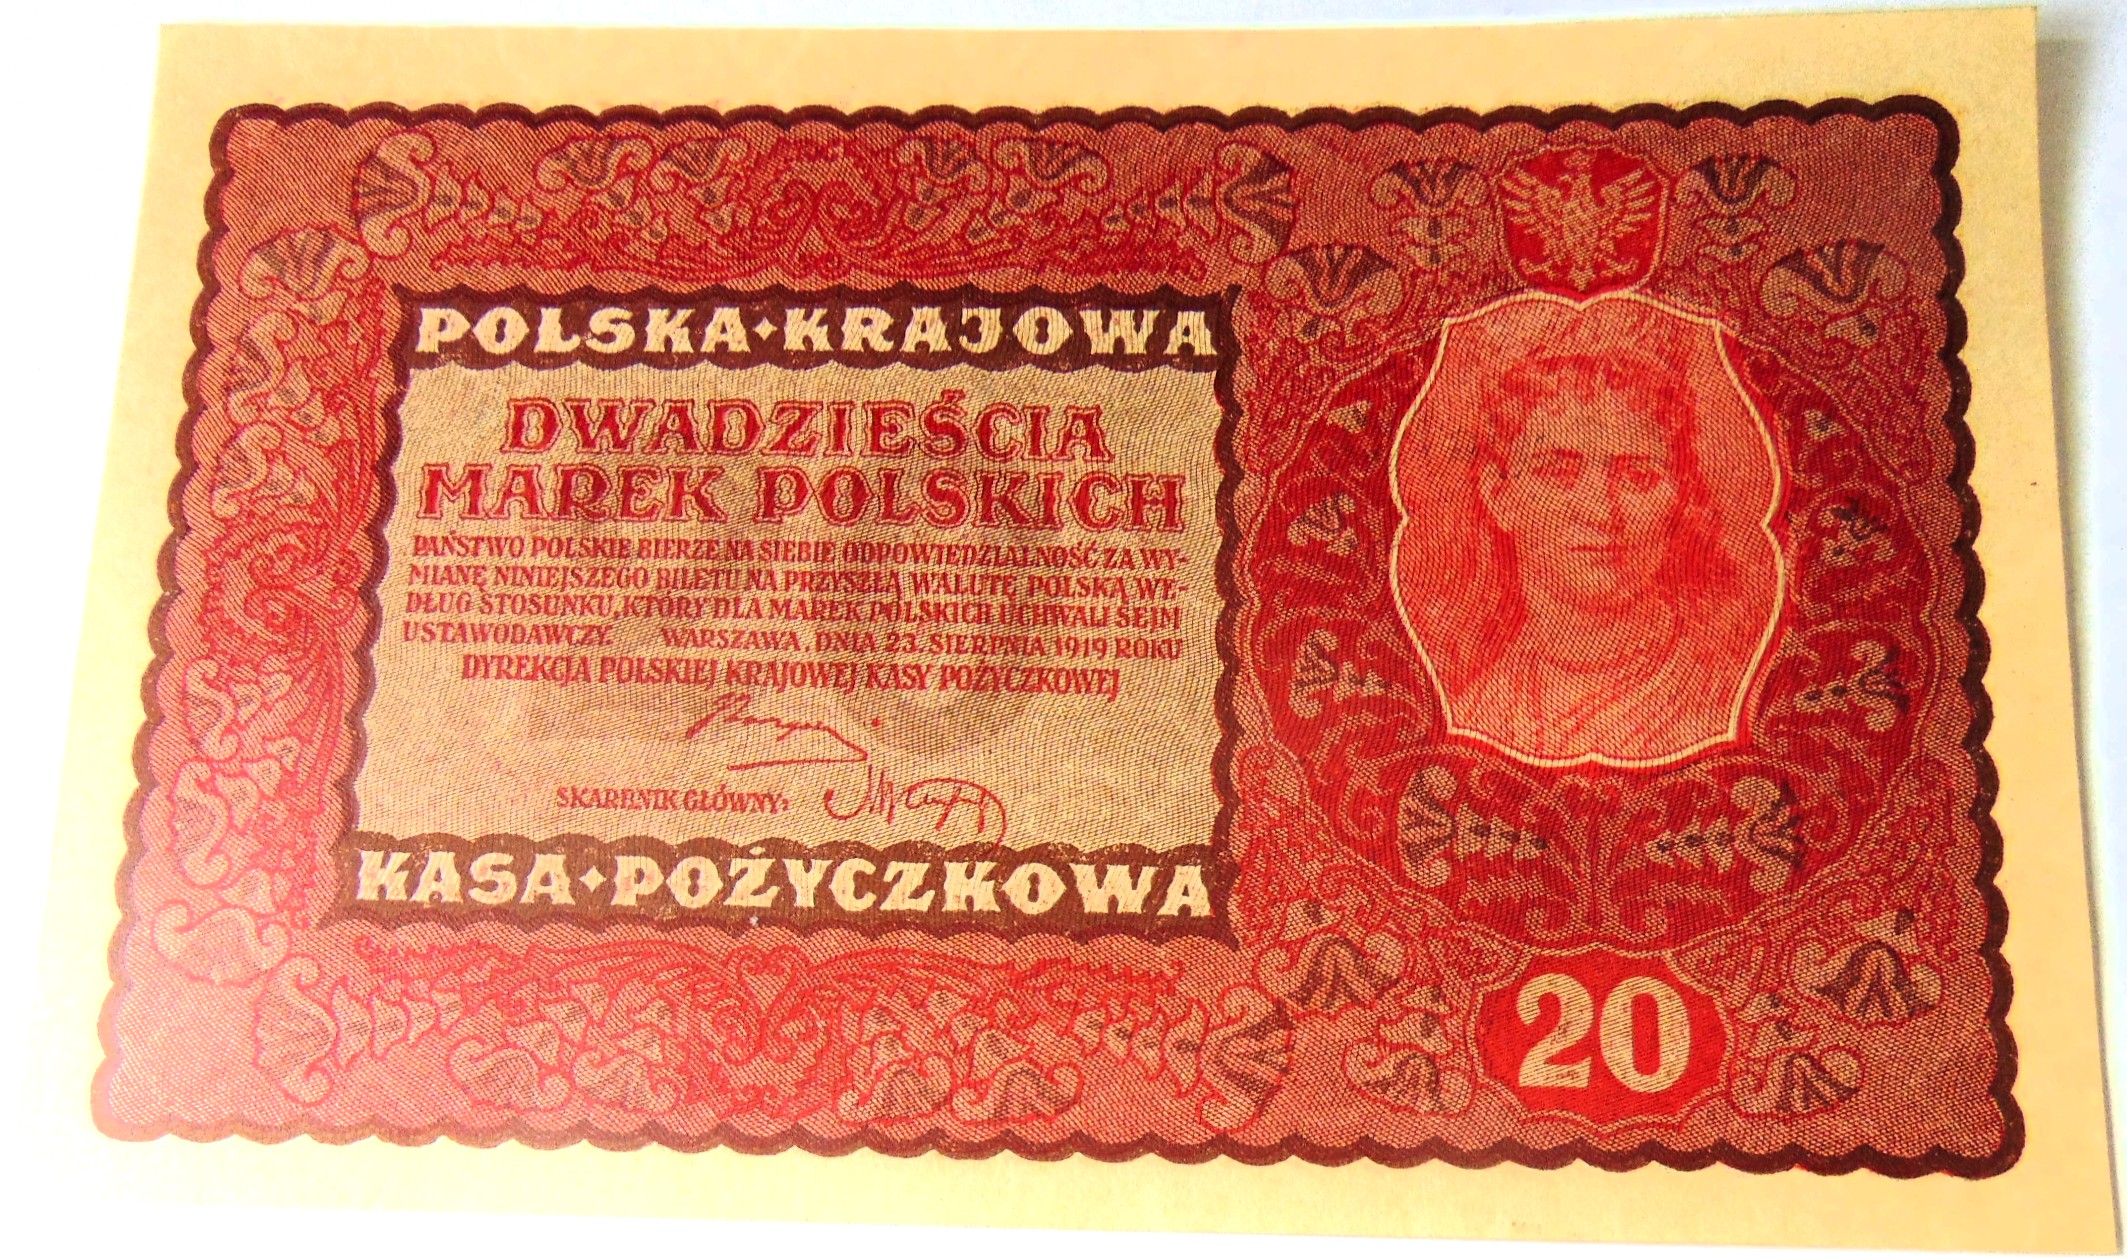 POLSKA·KRAJOWA
DWADZIEŚCIA
MAREK POLSKICH
PAŃSTWO POLSKIE BIERZE NA SIEBIE ODPOWIEDZIALNOŚĆ ZA WY-
MIANĘ NINIEJSZEGO BILETU NA PRZYSZŁĄ WALUTĘ POLSKĄ WE-
DŁUG STOSUNKU, KTÓRY DLA MAREK POLSKICH UCHWALI SEJM
USTAWODAWCZY. WARSZAWA, DNIA 23. SIERPNIA 1919 ROKU
DYREKCJA POLSKIEJ KRAJOWEJ KASY POŻYCZKOWEJ
SKARBNIK GŁÓWNY:
KASA·POŻYCZKOWA
20